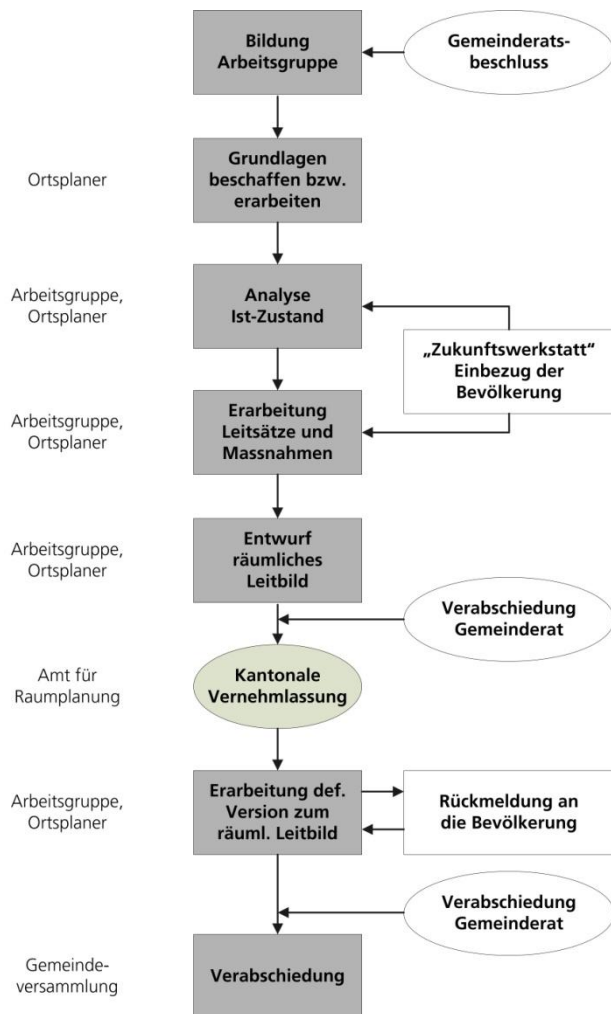 Bildung
Arbeitsgruppe
Gemeinderats-
beschluss
Ortsplaner
Grundlagen
beschaffen bzw.
erarbeiten
Arbeitsgruppe,
Ortsplaner
Analyse
Ist-Zustand
„Zukunftswerkstatt“
Einbezug der
Bevölkerung
Arbeitsgruppe,
Ortsplaner
Erarbeitung
Leitsätze und
Massnahmen
Arbeitsgruppe,
Ortsplaner
Entwurf
räumliches
Leitbild
Verabschiedung
Gemeinderat
Amt für
Raumplanung
Kantonale
Vernehmlassung
Arbeitsgruppe,
Ortsplaner
Erarbeitung def.
Version zum
räuml. Leitbild
Rückmeldung an
die Bevölkerung
Verabschiedung
Gemeinderat
Gemeinde-
versammlung
Verabschiedung